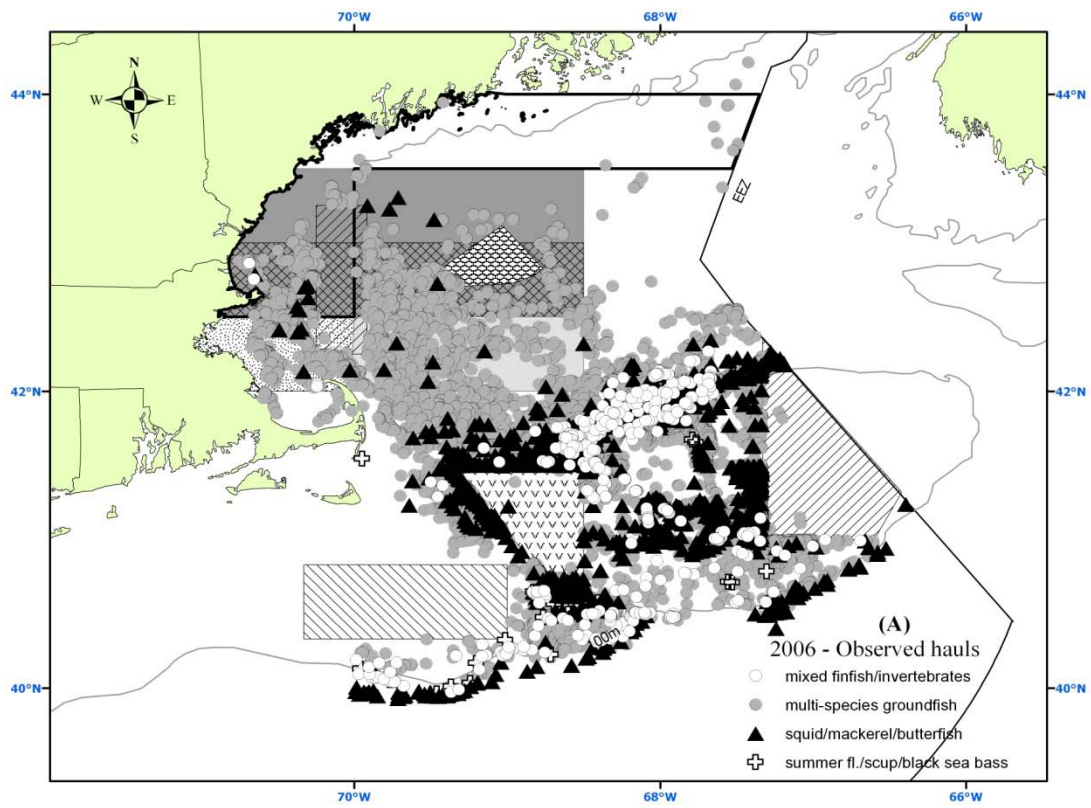 70°W 68°W 66°W
44°N 44°N
N
W E
S
EEZ
42°N 42°N
100m
(A)
2006 - Observed hauls
mixed finfish/invertebrates
multi-species groundfish
squid/mackerel/butterfish
summer fl./scup/black sea bass
40°N 40°N
70°W 68°W 66°W